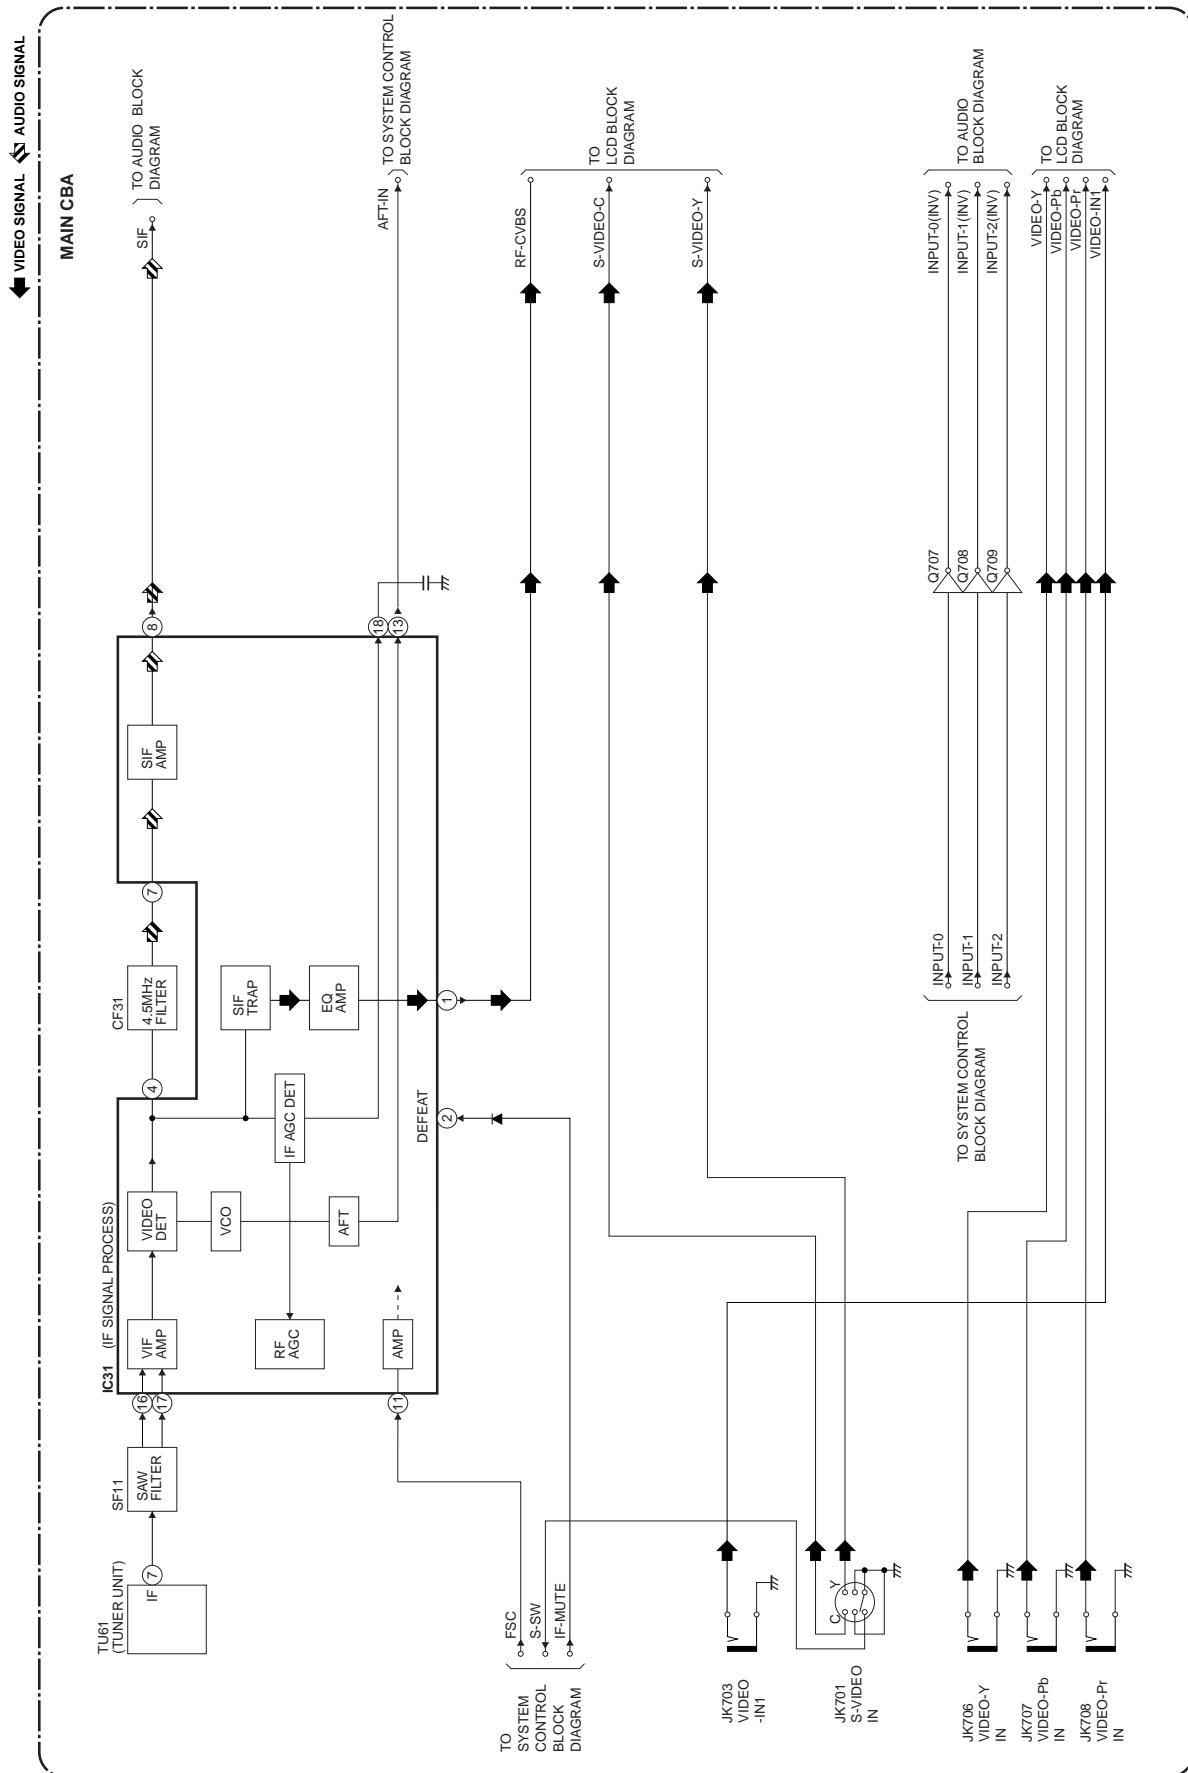 VIDEO SIGNAL
AUDIO SIGNAL
MAIN CBA
TU61
(TUNER UNIT)
IF
7
SF11
SAW
FILTER
16
17
IC31
(IF SIGNAL PROCESS)
VIF
AMP
VIDEO
DET
4
CF31
4.5MHz
FILTER
7
SIF
AMP
8
SIF
TO AUDIO BLOCK
DIAGRAM
VCO
SIF
TRAP
RF
AGC
IF AGC DET
AFT
EQ
AMP
18
13
AFT-IN
TO SYSTEM CONTROL
BLOCK DIAGRAM
11
AMP
DEFEAT
2
1
TO
SYSTEM
CONTROL
BLOCK
DIAGRAM
FSC
S-SW
IF-MUTE
RF-CVBS
S-VIDEO-C
S-VIDEO-Y
TO
LCD BLOCK
DIAGRAM
JK703
VIDEO
-IN1
JK701
S-VIDEO
IN
C
Y
TO SYSTEM CONTROL
BLOCK DIAGRAM
INPUT-0
INPUT-1
INPUT-2
Q707
Q708
Q709
INPUT-0(INV)
INPUT-1(INV)
INPUT-2(INV)
TO AUDIO
BLOCK DIAGRAM
JK706
VIDEO-Y
IN
JK707
VIDEO-Pb
IN
JK708
VIDEO-Pr
IN
VIDEO-Y
VIDEO-Pb
VIDEO-Pr
VIDEO-IN1
TO
LCD BLOCK
DIAGRAM